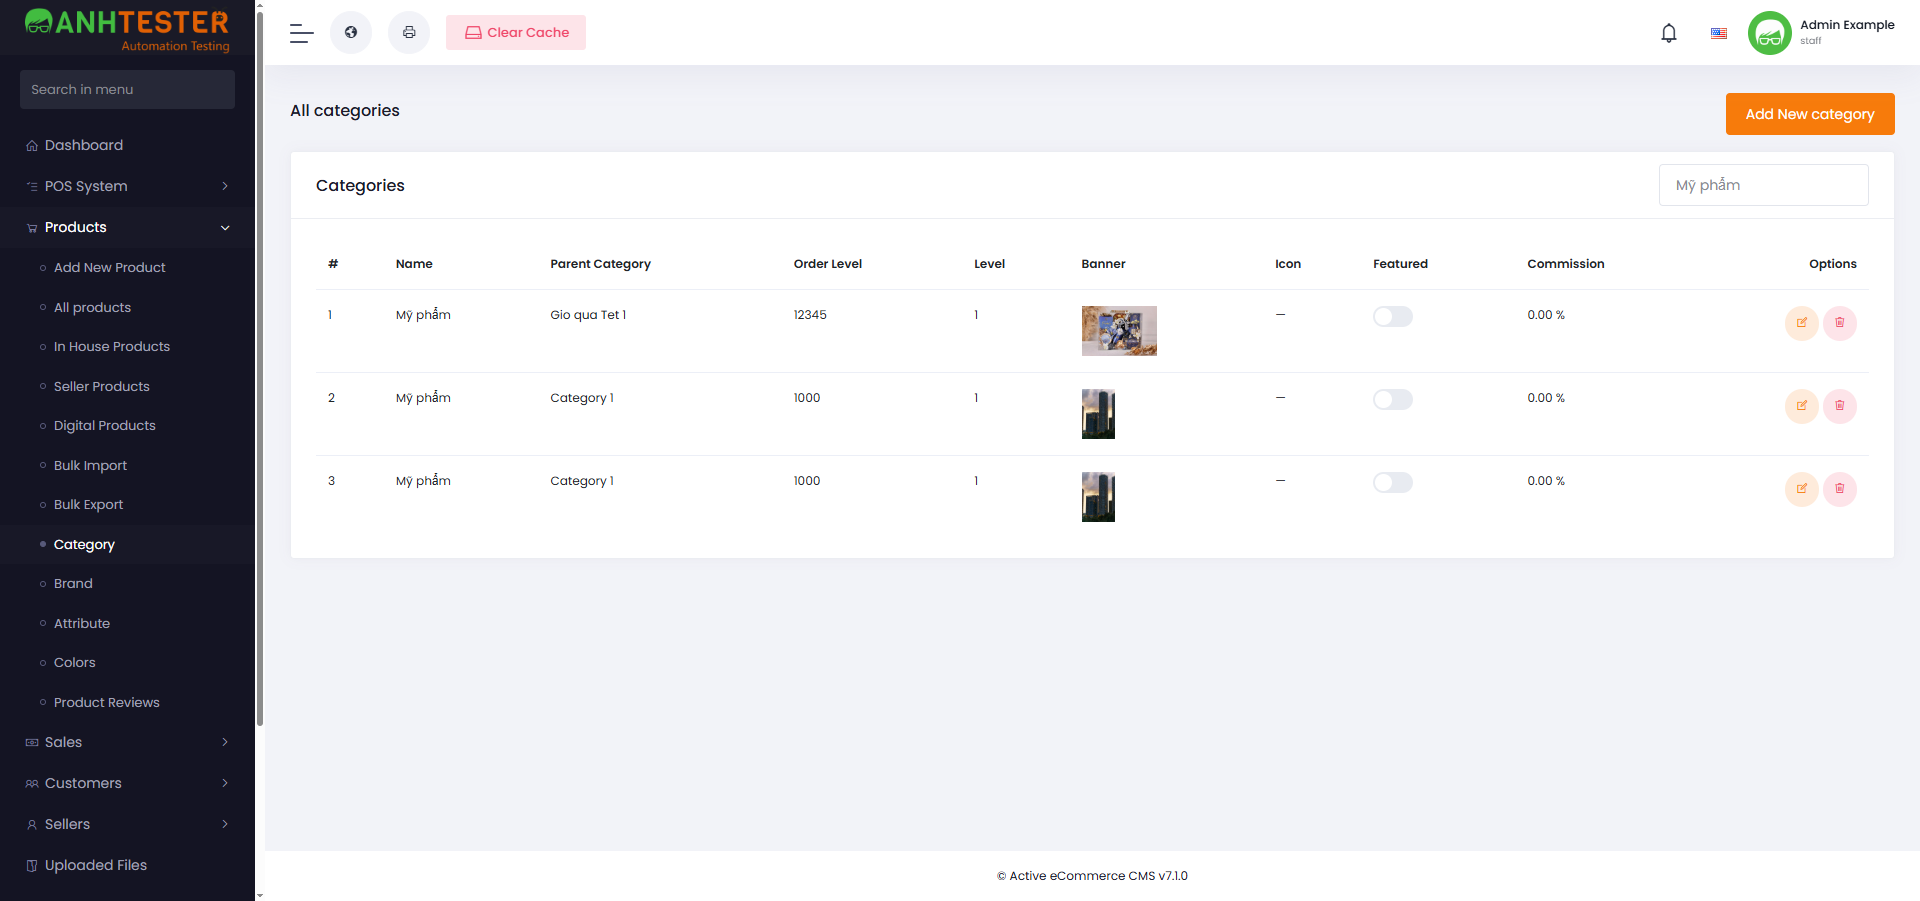 ANHTESTER
Automation Testing
Search in menu
Dashboard
POS System
Products
Add New Product
All products
In House Products
Seller Products
Digital Products
Bulk Import
Bulk Export
Category
Brand
Attribute
Colors
Product Reviews
Sales
Customers
Sellers
Uploaded Files
Clear Cache
Admin Example
staff
All categories
Add New category
Categories
Mỹ phẩm
# Name Parent Category Order Level Level Banner Icon Featured Commission Options
1 Mỹ phẩm Gio qua Tet 1 12345 1 — 0.00 %
2 Mỹ phẩm Category 1 1000 1 — 0.00 %
3 Mỹ phẩm Category 1 1000 1 — 0.00 %
© Active eCommerce CMS v7.1.0